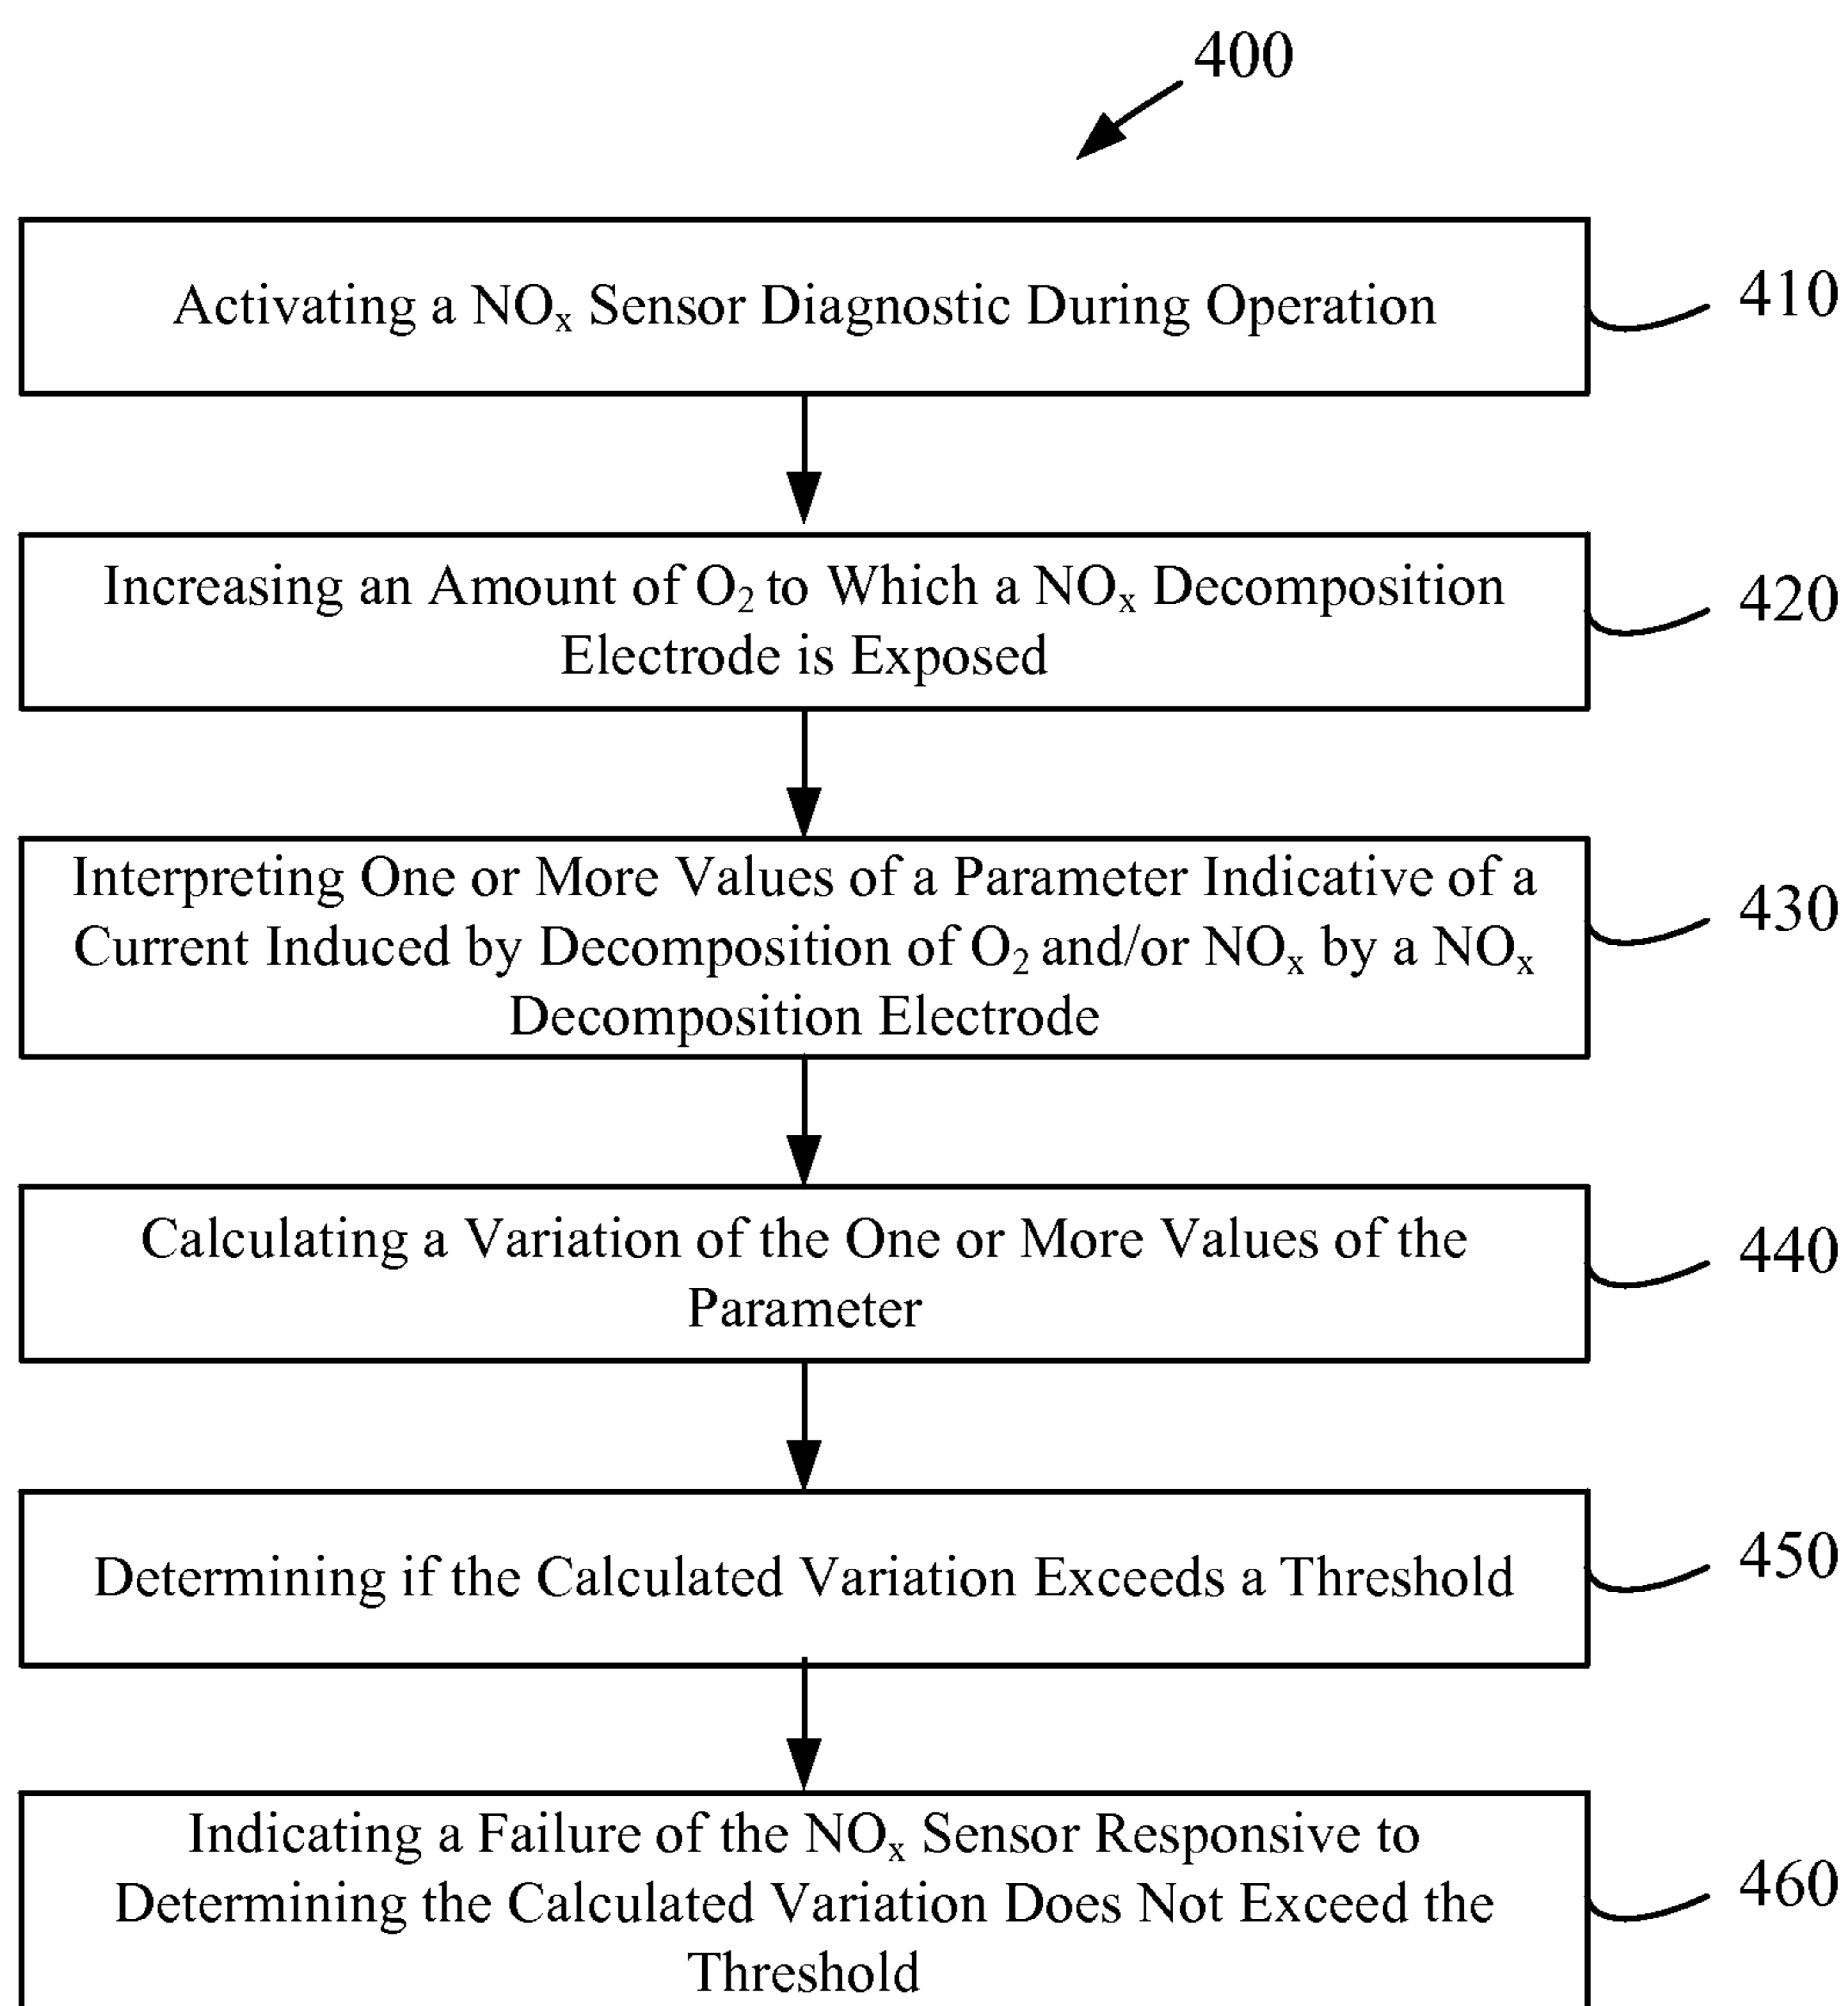 400
Activating a NOₓ Sensor Diagnostic During Operation
410
Increasing an Amount of O₂ to Which a NOₓ Decomposition
Electrode is Exposed
420
Interpreting One or More Values of a Parameter Indicative of a
Current Induced by Decomposition of O₂ and/or NOₓ by a NOₓ
Decomposition Electrode
430
Calculating a Variation of the One or More Values of the
Parameter
440
Determining if the Calculated Variation Exceeds a Threshold
450
Indicating a Failure of the NOₓ Sensor Responsive to
Determining the Calculated Variation Does Not Exceed the
Threshold
460